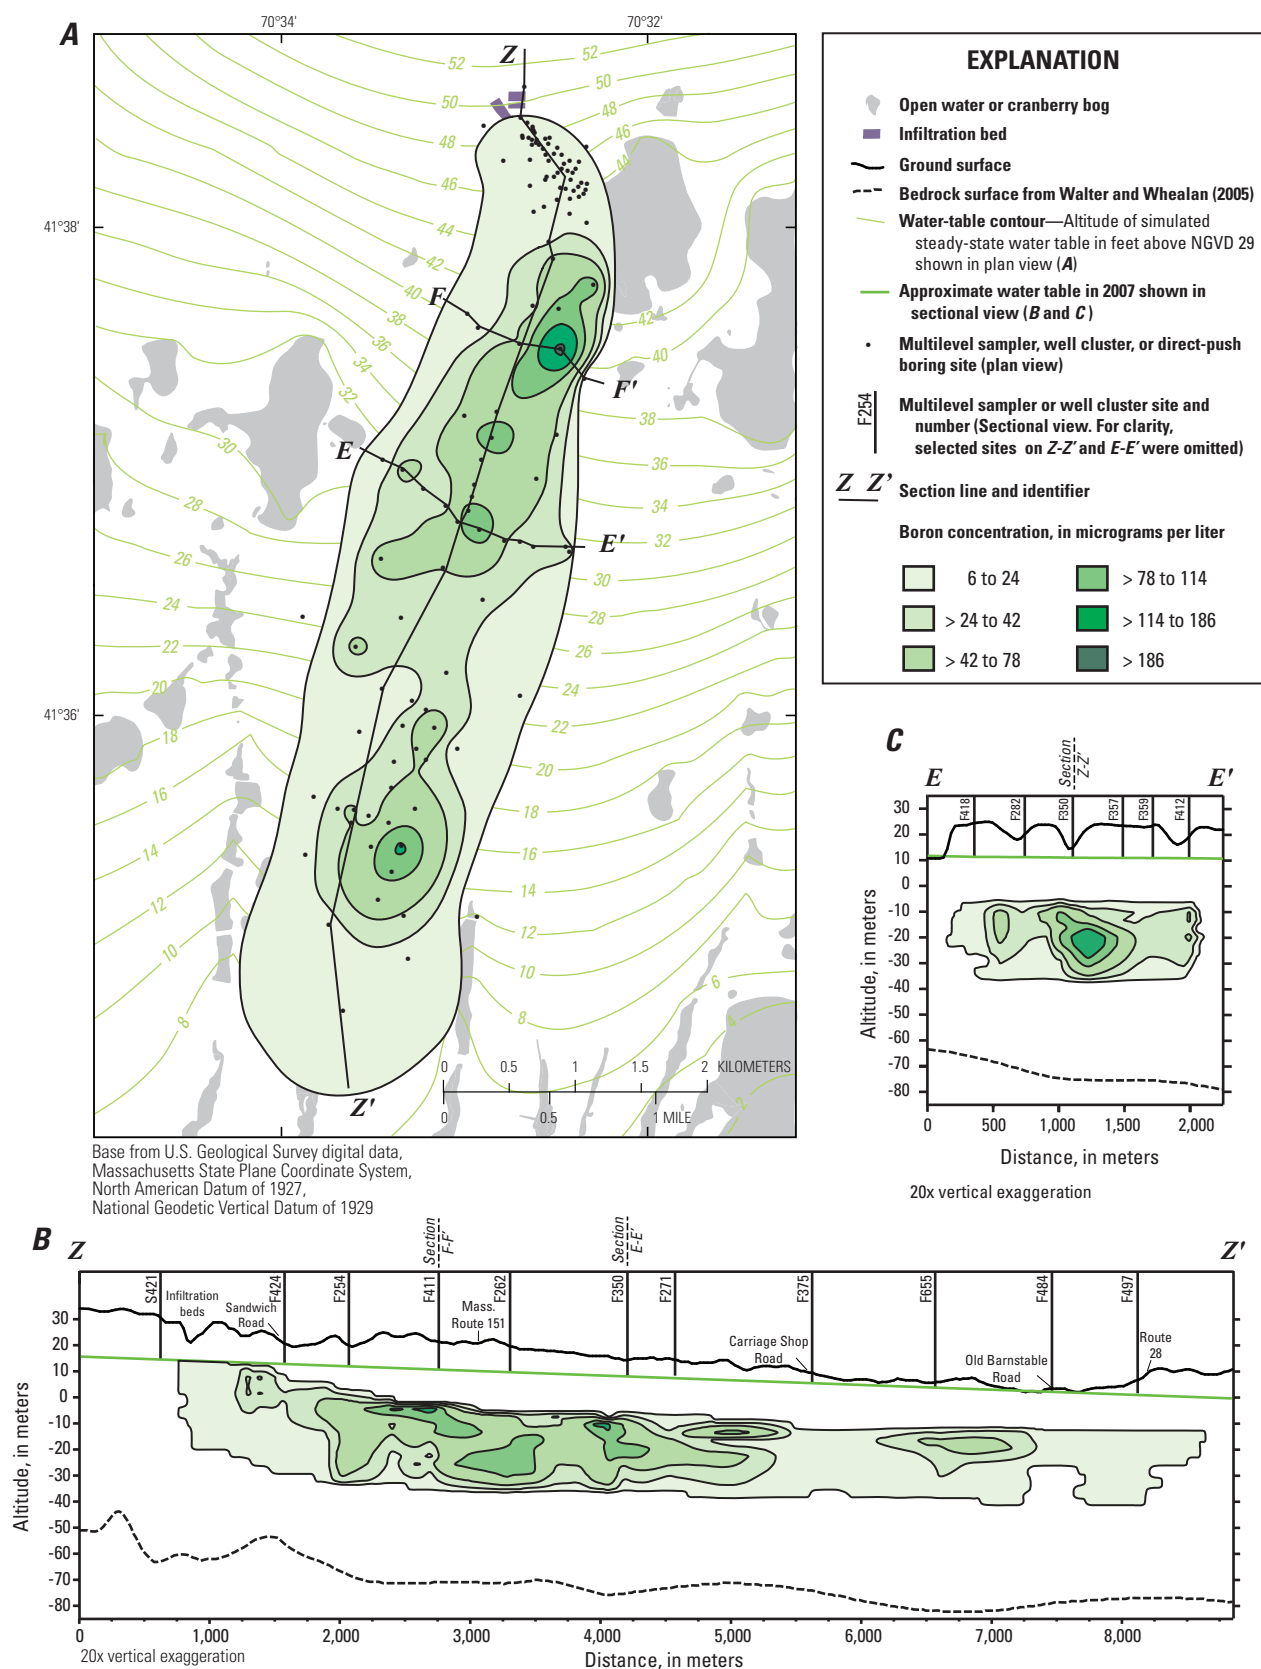 A
70°34'
70°32'
41°38'
41°36'
Z
F
F'
E
E'
Z'
52
52
50
50
48
48
46
46
44
44
42
42
40
40
38
38
36
36
34
34
32
32
30
30
28
28
26
26
24
24
22
22
20
20
18
18
16
16
14
14
12
12
10
10
8
8
6
4
2
0 0.5 1 1.5 2 KILOMETERS
0 0.5 1 MILE
Base from U.S. Geological Survey digital data,
Massachusetts State Plane Coordinate System,
North American Datum of 1927,
National Geodetic Vertical Datum of 1929
EXPLANATION
Open water or cranberry bog
Infiltration bed
Ground surface
Bedrock surface from Walter and Whealan (2005)
Water-table contour—Altitude of simulated
steady-state water table in feet above NGVD 29
shown in plan view (A)
Approximate water table in 2007 shown in
sectional view (B and C)
Multilevel sampler, well cluster, or direct-push
boring site (plan view)
F254
Multilevel sampler or well cluster site and
number (Sectional view. For clarity,
selected sites on Z-Z' and E-E' were omitted)
Z Z'
Section line and identifier
Boron concentration, in micrograms per liter
6 to 24
> 78 to 114
> 24 to 42
> 114 to 186
> 42 to 78
> 186
C
Section
Z-Z'
E
E'
F418
F282
F350
F357
F359
F412
30
20
10
0
-10
-20
-30
-40
-50
-60
-70
-80
Altitude, in meters
0 500 1,000 1,500 2,000
Distance, in meters
20x vertical exaggeration
B
Z
Section
F-F'
Section
E-E'
Z'
S421
F424
F254
F411
F262
F350
F271
F375
F655
F484
F497
Infiltration
beds
Sandwich
Road
Mass.
Route 151
Carriage Shop
Road
Old Barnstable
Road
Route
28
30
20
10
0
-10
-20
-30
-40
-50
-60
-70
-80
Altitude, in meters
0 1,000 2,000 3,000 4,000 5,000 6,000 7,000 8,000
20x vertical exaggeration
Distance, in meters